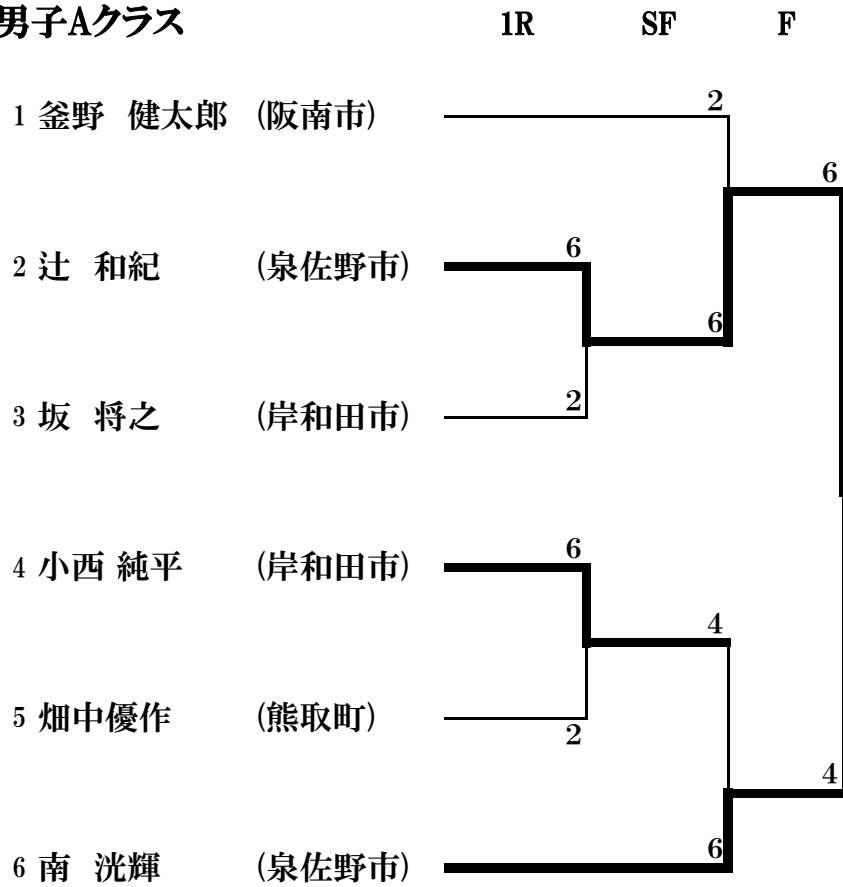 男子Aクラス 1R SF F
2
1 釜野 健太郎 (阪南市)
6
6
2 辻 和紀 (泉佐野市)
6
2
3 坂 将之 (岸和田市)
6
4 小西 純平 (岸和田市)
4
5 畑中優作 (熊取町)
2
4
6
6 南 洸輝 (泉佐野市)